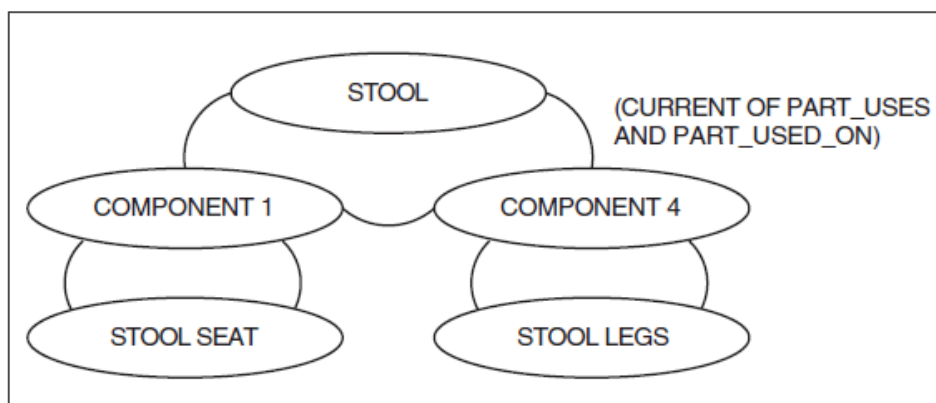 STOOL
(CURRENT OF PART_USES
AND PART_USED_ON)
COMPONENT 1
COMPONENT 4
STOOL SEAT
STOOL LEGS